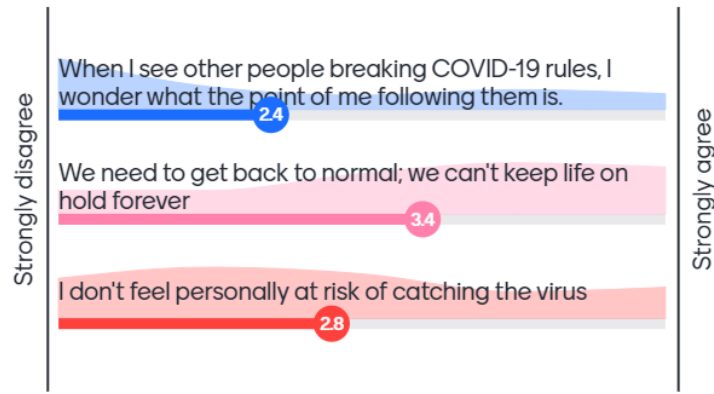 Strongly disagree
When I see other people breaking COVID-19 rules, I
wonder what the point of me following them is.
2.4
We need to get back to normal; we can't keep life on
hold forever
3.4
I don't feel personally at risk of catching the virus
2.8
Strongly agree